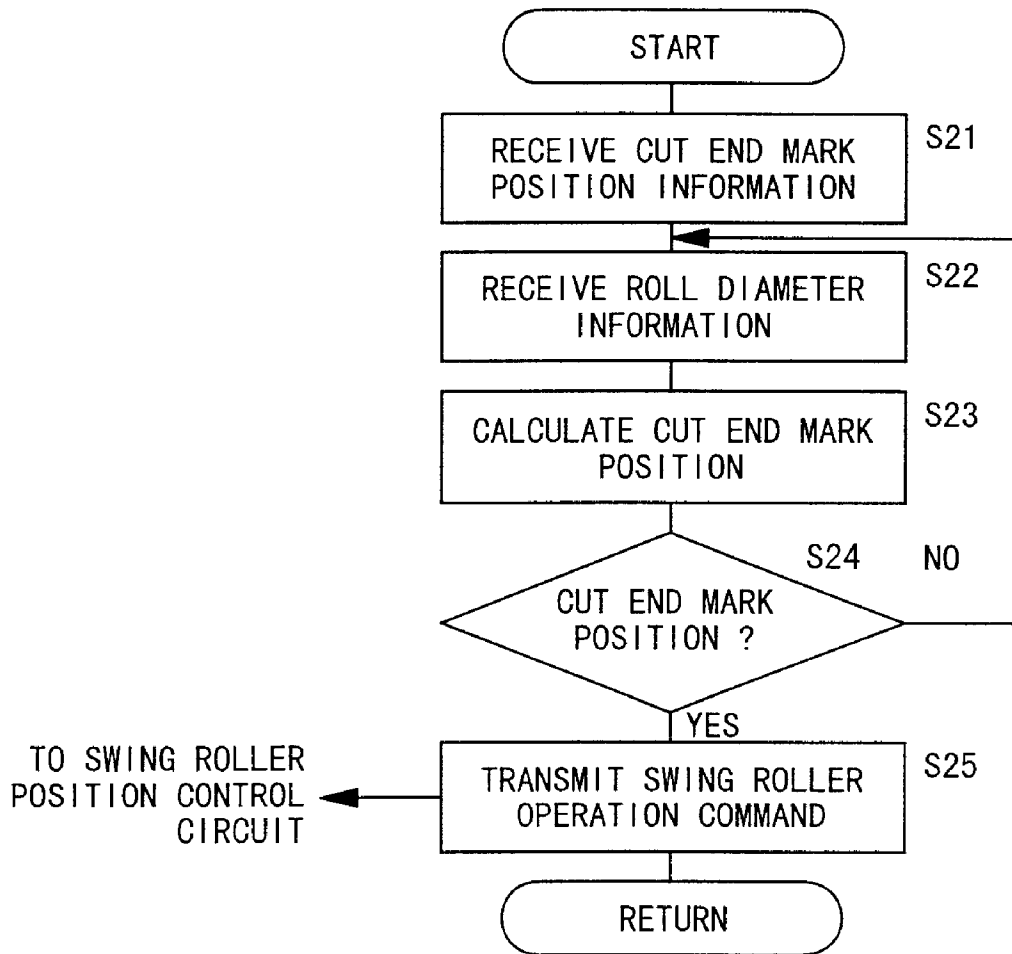 START
RECEIVE CUT END MARK
POSITION INFORMATION
S21
RECEIVE ROLL DIAMETER
INFORMATION
S22
CALCULATE CUT END MARK
POSITION
S23
CUT END MARK
POSITION ?
S24
NO
YES
TRANSMIT SWING ROLLER
OPERATION COMMAND
S25
TO SWING ROLLER
POSITION CONTROL
CIRCUIT
RETURN